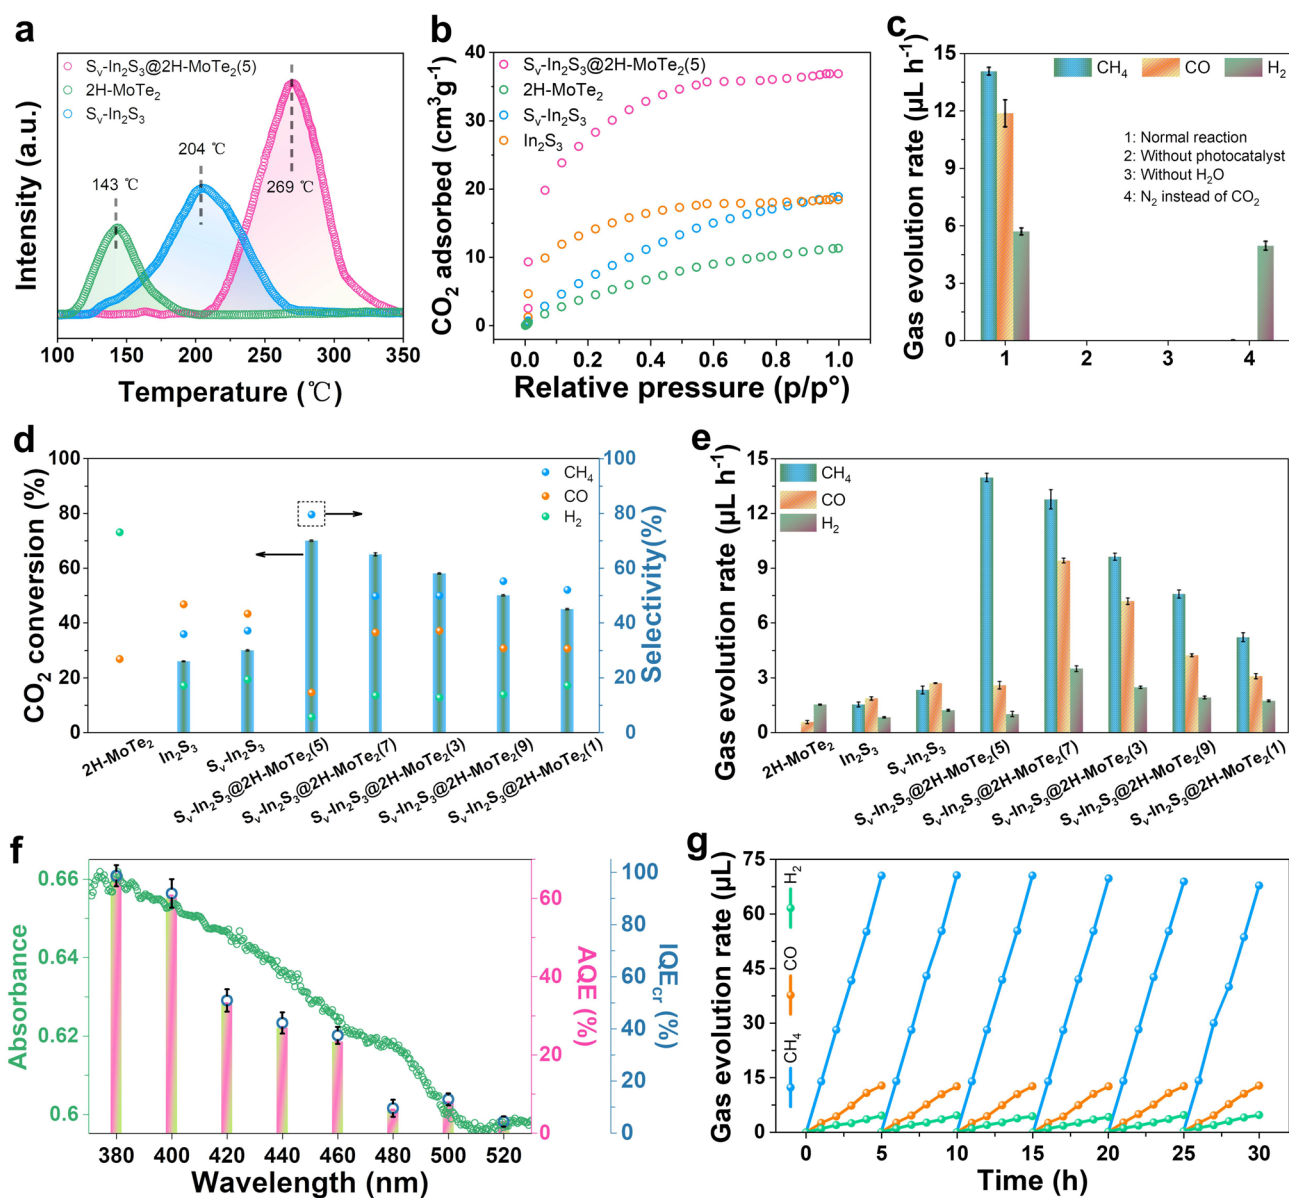 a
Sᵥ-In₂S₃@2H-MoTe₂(5)
2H-MoTe₂
Sᵥ-In₂S₃
143 ℃
204 ℃
269 ℃
Intensity (a.u.)
100 150 200 250 300 350
Temperature (℃)
b
Sᵥ-In₂S₃@2H-MoTe₂(5)
2H-MoTe₂
Sᵥ-In₂S₃
In₂S₃
CO₂ adsorbed (cm³g⁻¹)
40
30
20
10
0
0.0 0.2 0.4 0.6 0.8 1.0
Relative pressure (p/p°)
c
CH₄ CO H₂
1: Normal reaction
2: Without photocatalyst
3: Without H₂O
4: N₂ instead of CO₂
Gas evolution rate (μL h⁻¹)
15
12
9
6
3
0
1 2 3 4
d
CH₄
CO
H₂
CO₂ conversion (%)
100
80
60
40
20
0
Selectivity(%)
100
80
60
40
20
0
2H-MoTe₂
In₂S₃
Sᵥ-In₂S₃
Sᵥ-In₂S₃@2H-MoTe₂(5)
Sᵥ-In₂S₃@2H-MoTe₂(7)
Sᵥ-In₂S₃@2H-MoTe₂(3)
Sᵥ-In₂S₃@2H-MoTe₂(9)
Sᵥ-In₂S₃@2H-MoTe₂(1)
e
CH₄
CO
H₂
Gas evolution rate (μL h⁻¹)
15
12
9
6
3
0
2H-MoTe₂
In₂S₃
Sᵥ-In₂S₃
Sᵥ-In₂S₃@2H-MoTe₂(5)
Sᵥ-In₂S₃@2H-MoTe₂(7)
Sᵥ-In₂S₃@2H-MoTe₂(3)
Sᵥ-In₂S₃@2H-MoTe₂(9)
Sᵥ-In₂S₃@2H-MoTe₂(1)
f
Absorbance
0.66
0.64
0.62
0.6
AQE (%)
60
40
20
0
IQE_cr (%)
100
80
60
40
20
0
380 400 420 440 460 480 500 520
Wavelength (nm)
g
H₂
CO
CH₄
Gas evolution rate (μL)
75
60
45
30
15
0
0 5 10 15 20 25 30
Time (h)